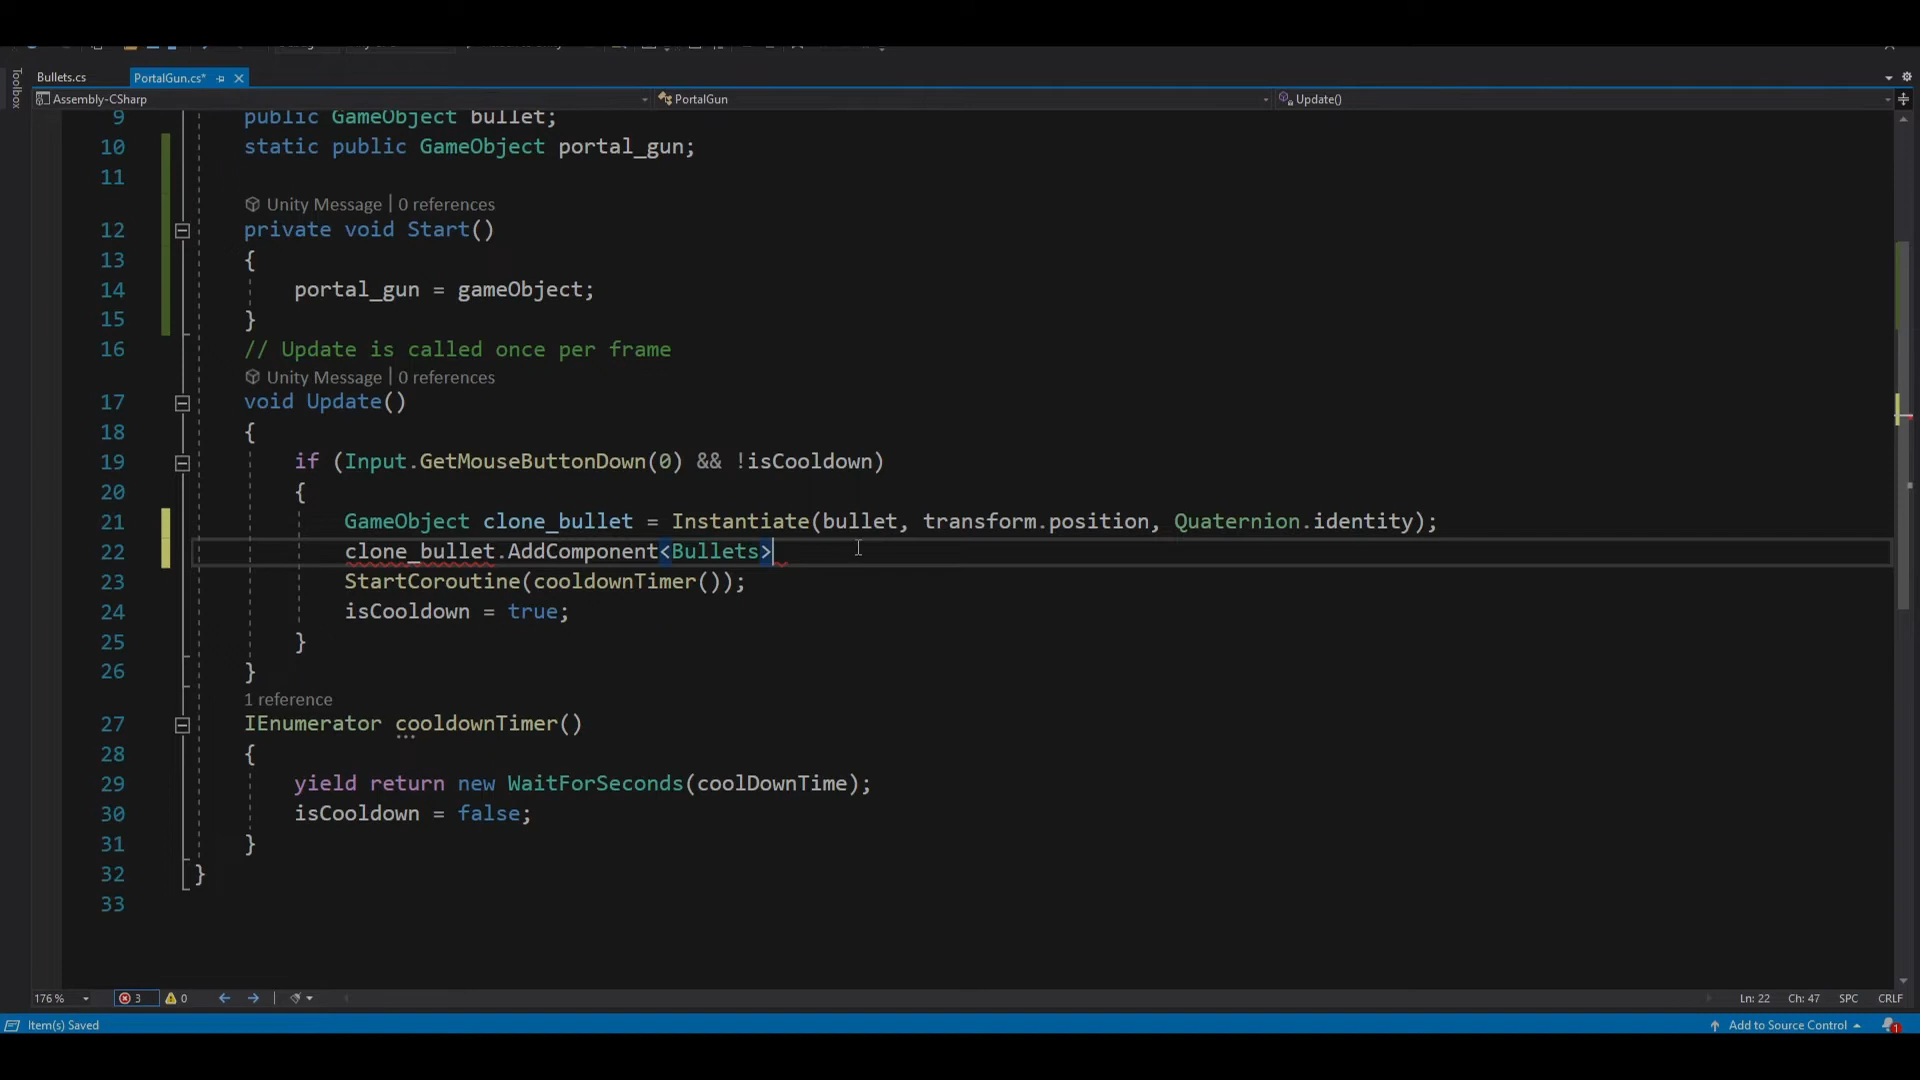 Toolbox
Bullets.cs
PortalGun.cs*
Assembly-CSharp
PortalGun
Update()
9 public GameObject bullet;
10 static public GameObject portal_gun;
11
Unity Message | 0 references
12 private void Start()
13 {
14 portal_gun = gameObject;
15 }
16 // Update is called once per frame
Unity Message | 0 references
17 void Update()
18 {
19 if (Input.GetMouseButtonDown(0) && !isCooldown)
20 {
21 GameObject clone_bullet = Instantiate(bullet, transform.position, Quaternion.identity);
22 clone_bullet.AddComponent<Bullets>
23 StartCoroutine(cooldownTimer());
24 isCooldown = true;
25 }
26 }
1 reference
27 IEnumerator cooldownTimer()
28 {
29 yield return new WaitForSeconds(coolDownTime);
30 isCooldown = false;
31 }
32 }
33
176 % 3 0 Ln: 22 Ch: 47 SPC CRLF
Item(s) Saved Add to Source Control 1